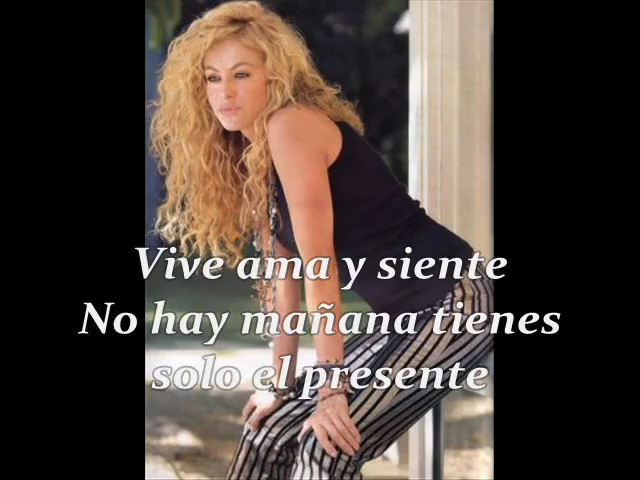 Vive ama y siente
No hay mañana tienes
solo el presente